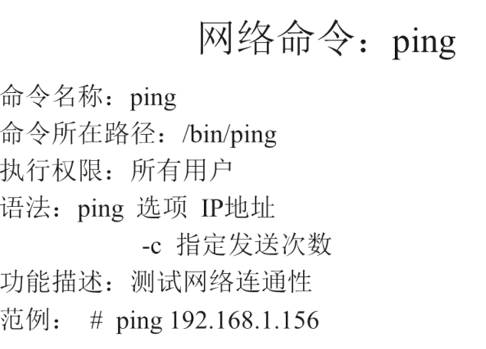 网络命令：ping
命令名称：ping
命令所在路径：/bin/ping
执行权限：所有用户
语法：ping 选项 IP地址
-c 指定发送次数
功能描述：测试网络连通性
范例： # ping 192.168.1.156